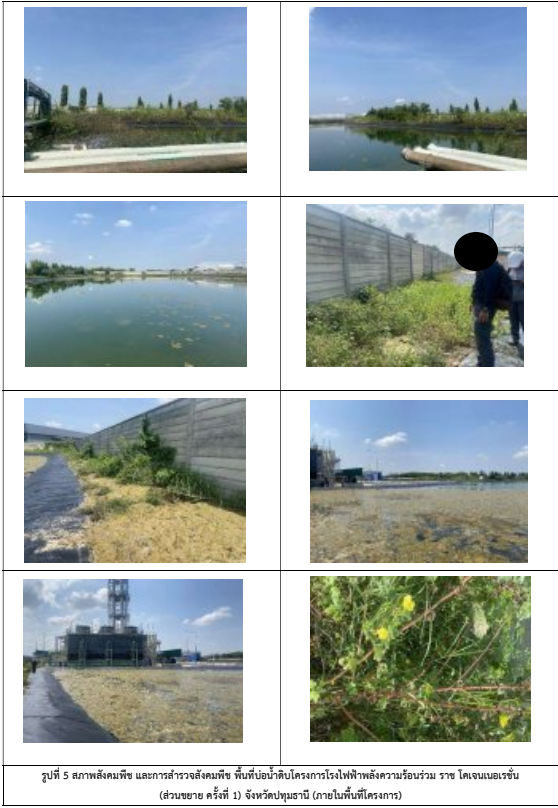 รูปที่ 5 สภาพสังคมพืช และการสำรวจสังคมพืช พื้นที่บ่อน้ำดิบโครงการโรงไฟฟ้าพลังความร้อนร่วม ราช โคเจนเนอเรชั่น
(ส่วนขยาย ครั้งที่ 1) จังหวัดปทุมธานี (ภายในพื้นที่โครงการ)